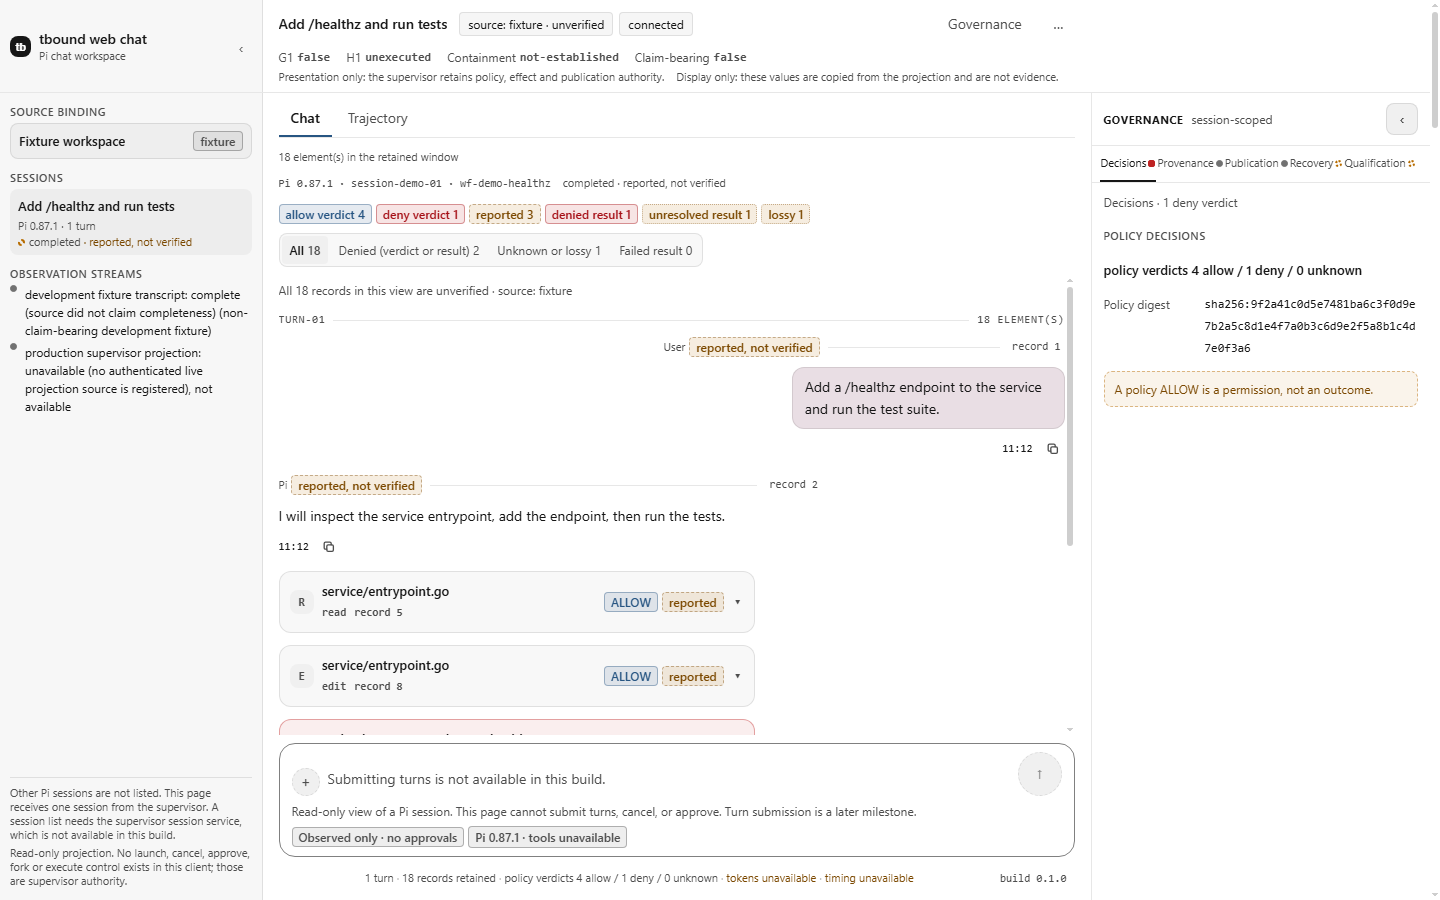 tb
tbound web chat
Pi chat workspace
‹
SOURCE BINDING
Fixture workspace
fixture
SESSIONS
Add /healthz and run tests
Pi 0.87.1 · 1 turn
completed · reported, not verified
OBSERVATION STREAMS
development fixture transcript: complete
(source did not claim completeness) (non-
claim-bearing development fixture)
production supervisor projection:
unavailable (no authenticated live
projection source is registered), not
available
Other Pi sessions are not listed. This page
receives one session from the supervisor. A
session list needs the supervisor session service,
which is not available in this build.
Read-only projection. No launch, cancel, approve,
fork or execute control exists in this client; those
are supervisor authority.
Add /healthz and run tests
source: fixture · unverified
connected
Governance
...
G1 false H1 unexecuted Containment not-established Claim-bearing false
Presentation only: the supervisor retains policy, effect and publication authority. Display only: these values are copied from the projection and are not evidence.
Chat
Trajectory
18 element(s) in the retained window
Pi 0.87.1 · session-demo-01 · wf-demo-healthz completed · reported, not verified
allow verdict 4
deny verdict 1
reported 3
denied result 1
unresolved result 1
lossy 1
All 18
Denied (verdict or result) 2
Unknown or lossy 1
Failed result 0
All 18 records in this view are unverified · source: fixture
TURN-01
18 ELEMENT(S)
User reported, not verified
record 1
Add a /healthz endpoint to the service
and run the test suite.
11:12
Pi reported, not verified
record 2
I will inspect the service entrypoint, add the endpoint, then run the tests.
11:12
R
service/entrypoint.go
read record 5
ALLOW
reported
E
service/entrypoint.go
edit record 8
ALLOW
reported
+
Submitting turns is not available in this build.
↑
Read-only view of a Pi session. This page cannot submit turns, cancel, or approve. Turn submission is a later milestone.
Observed only · no approvals
Pi 0.87.1 · tools unavailable
1 turn · 18 records retained · policy verdicts 4 allow / 1 deny / 0 unknown · tokens unavailable · timing unavailable
build 0.1.0
GOVERNANCE session-scoped
‹
Decisions Provenance Publication Recovery Qualification
Decisions · 1 deny verdict
POLICY DECISIONS
policy verdicts 4 allow / 1 deny / 0 unknown
Policy digest
sha256:9f2a41c0d5e7481ba6c3f0d9e
7b2a5c8d1e4f7a0b3c6d9e2f5a8b1c4d
7e0f3a6
A policy ALLOW is a permission, not an outcome.